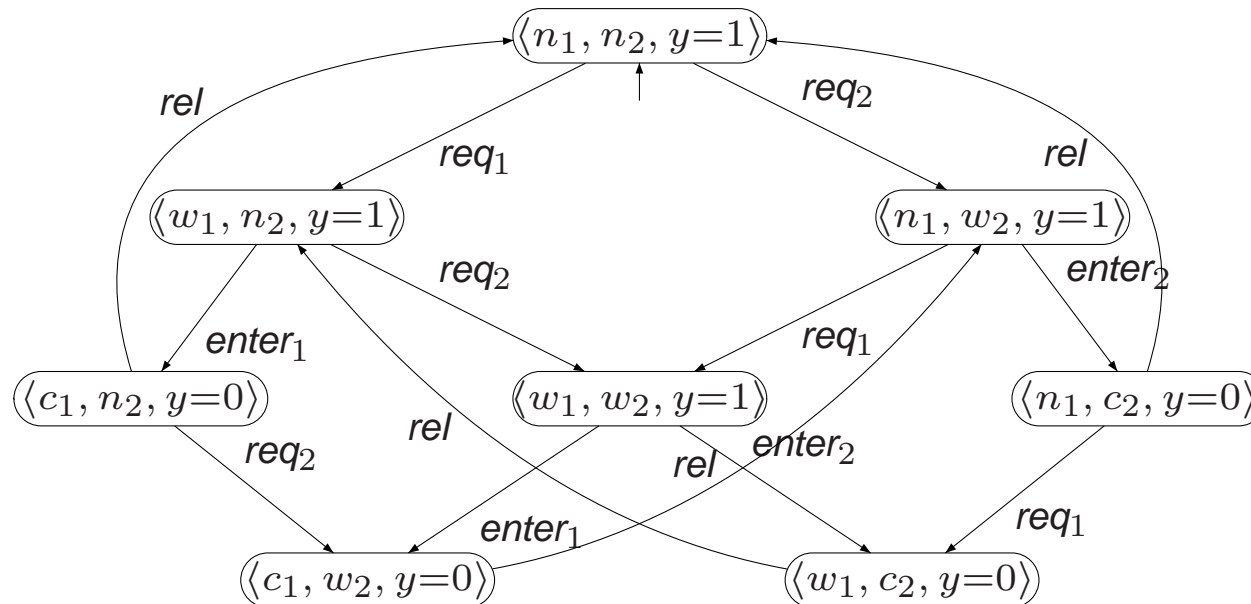 ⟨n₁, n₂, y=1⟩
rel
req₂
req₁
rel
⟨w₁, n₂, y=1⟩
⟨n₁, w₂, y=1⟩
req₂
enter₂
enter₁
req₁
⟨c₁, n₂, y=0⟩
⟨w₁, w₂, y=1⟩
⟨n₁, c₂, y=0⟩
rel
req₂
rel
enter₂
enter₁
req₁
⟨c₁, w₂, y=0⟩
⟨w₁, c₂, y=0⟩